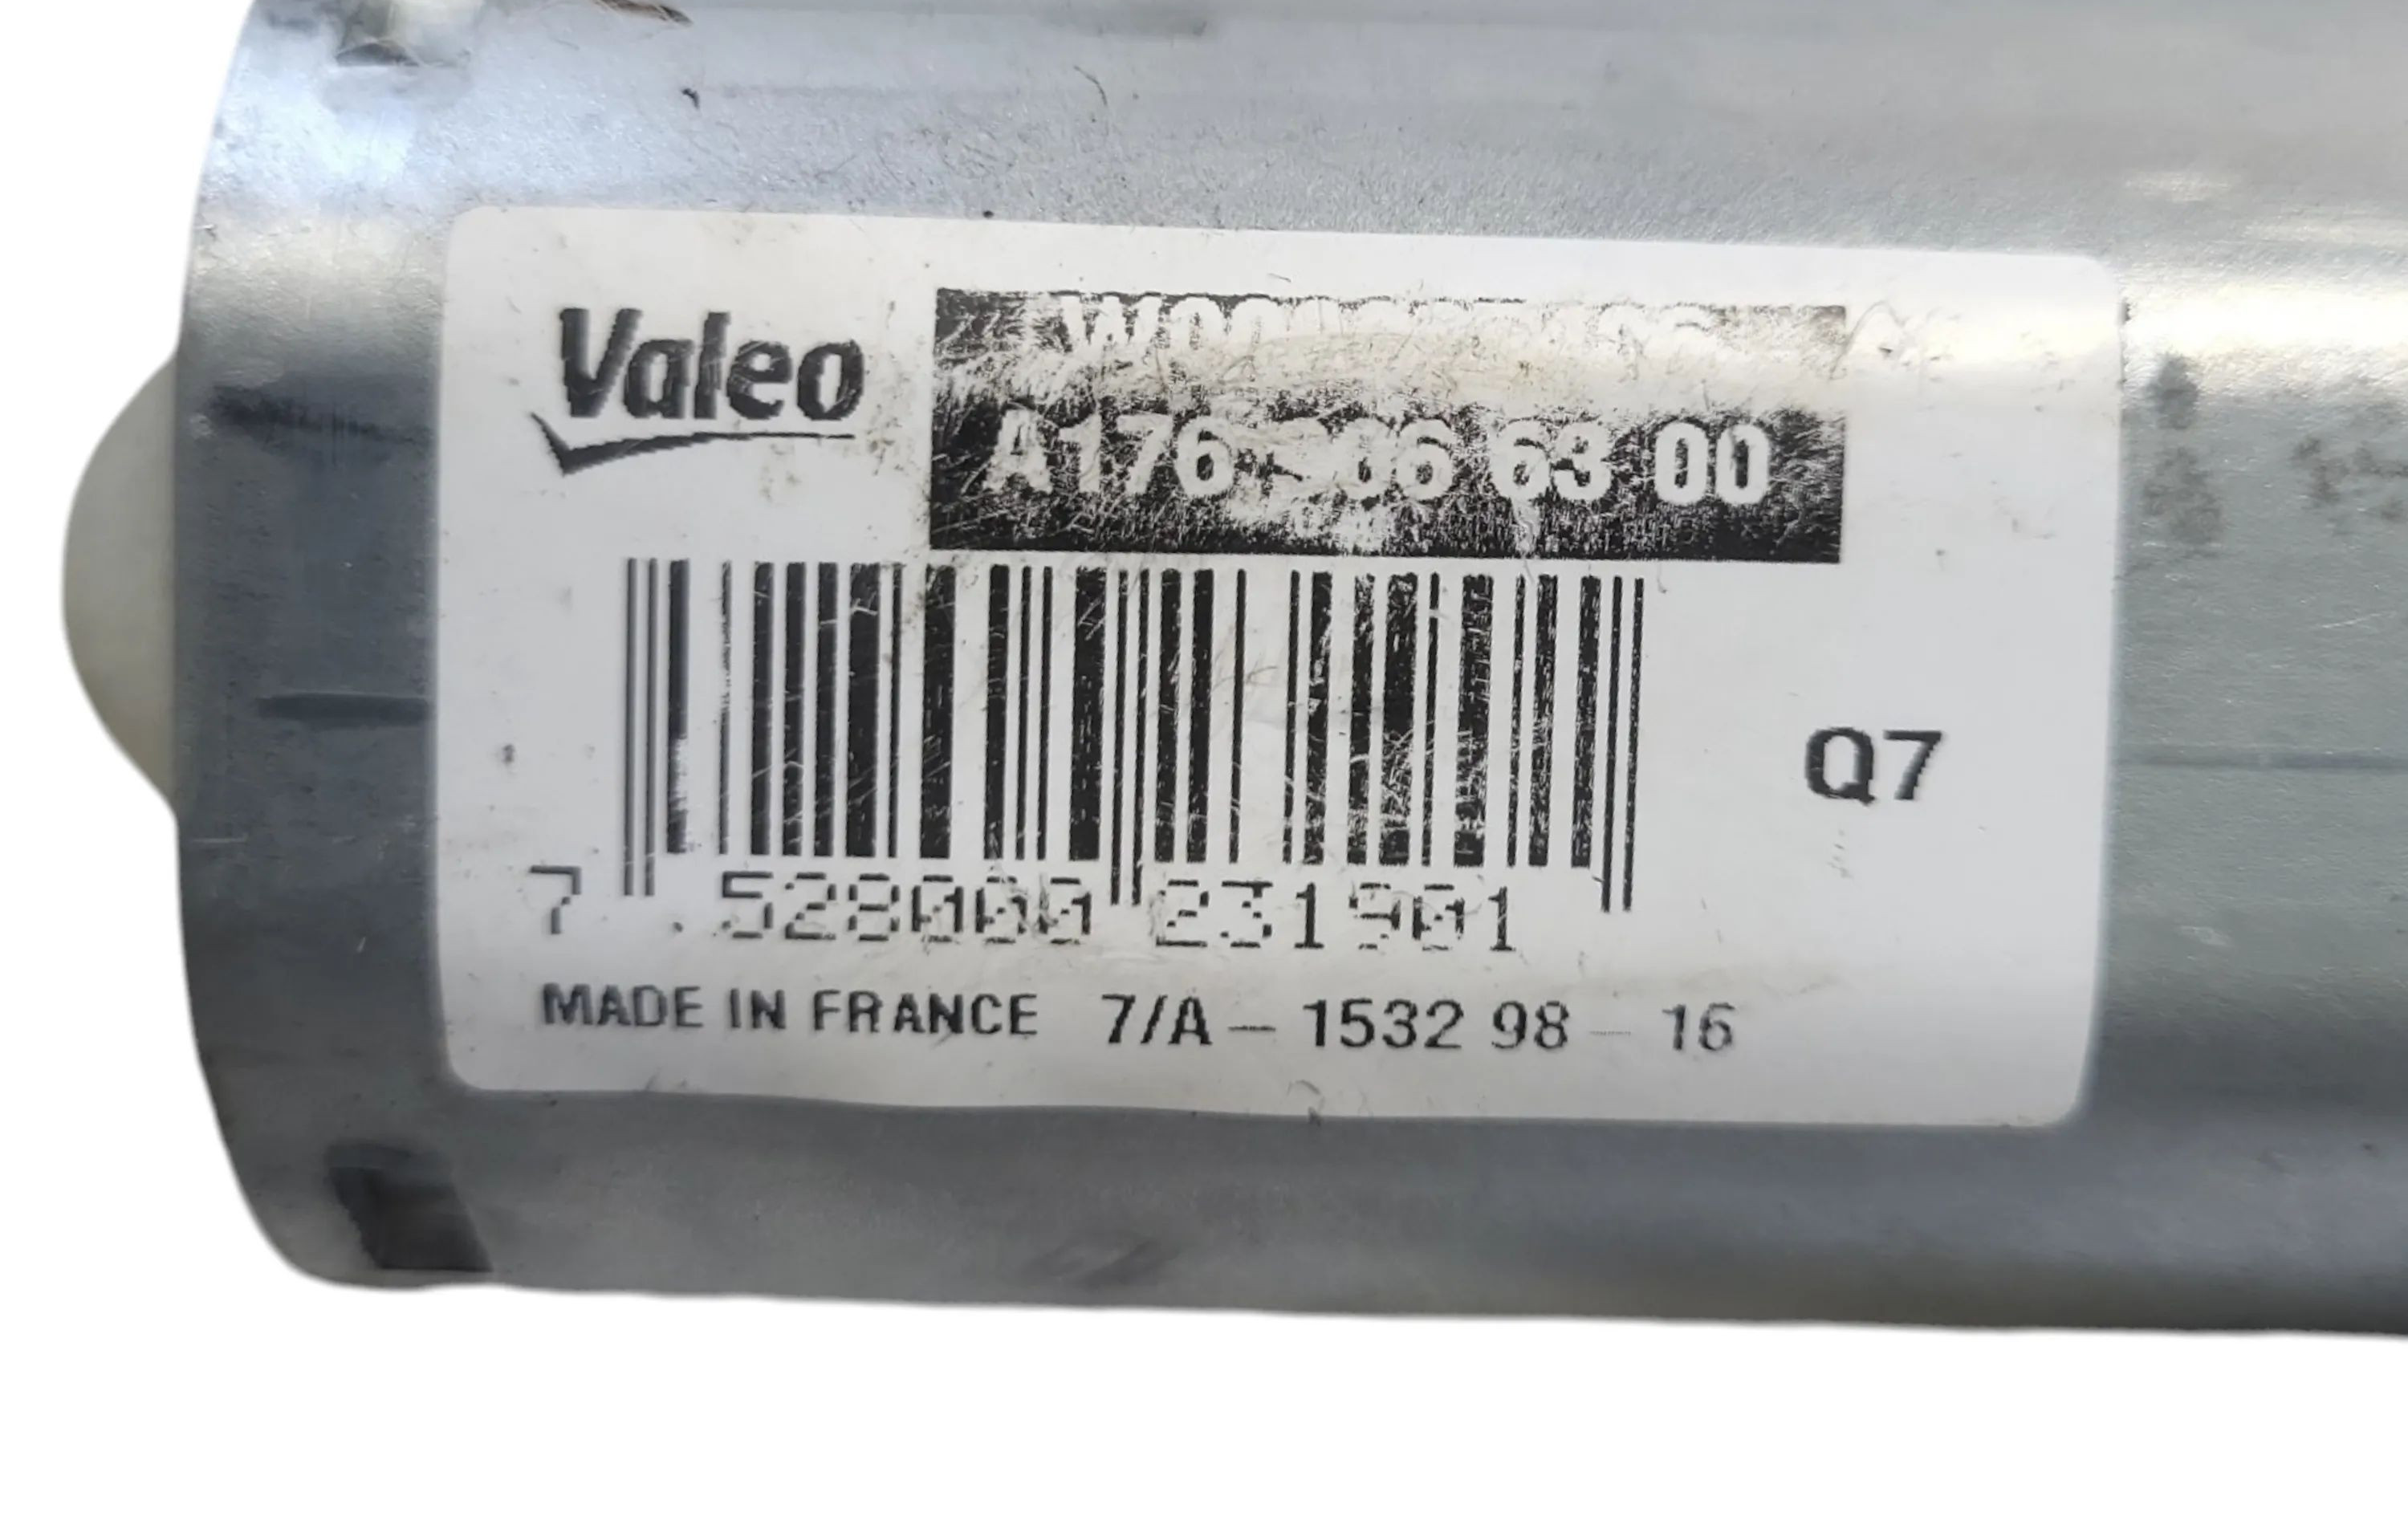 Valeo
A176 906 63 00
7 .528000 231901
Q7
MADE IN FRANCE 7/A – 1532 98 – 16